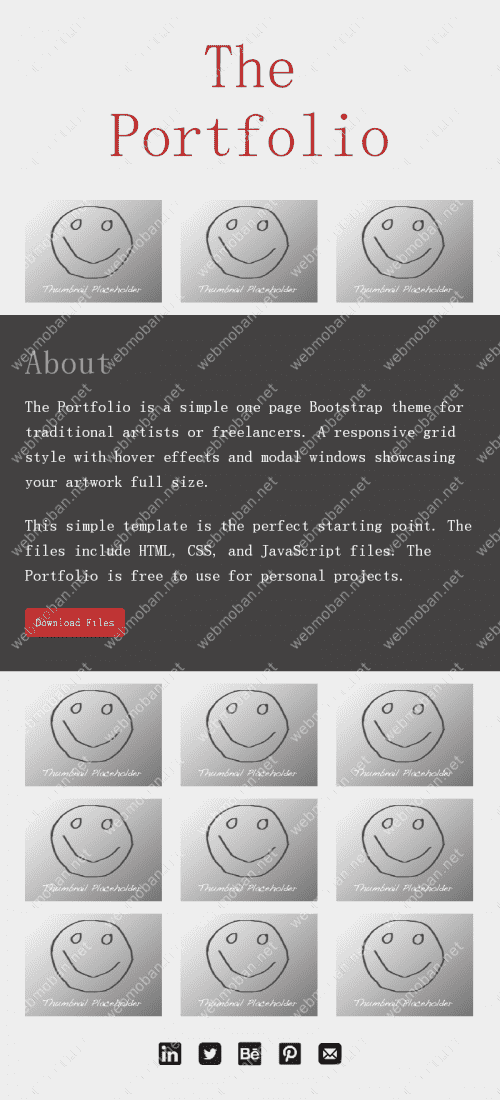 The
Portfolio
Thumbnail Placeholder Thumbnail Placeholder Thumbnail Placeholder
About
The Portfolio is a simple one page Bootstrap theme for
traditional artists or freelancers. A responsive grid
style with hover effects and modal windows showcasing
your artwork full size.
This simple template is the perfect starting point. The
files include HTML, CSS, and JavaScript files. The
Portfolio is free to use for personal projects.
Download Files
Thumbnail Placeholder Thumbnail Placeholder Thumbnail Placeholder
Thumbnail Placeholder Thumbnail Placeholder Thumbnail Placeholder
Thumbnail Placeholder Thumbnail Placeholder Thumbnail Placeholder
in Bē
webmoban.net